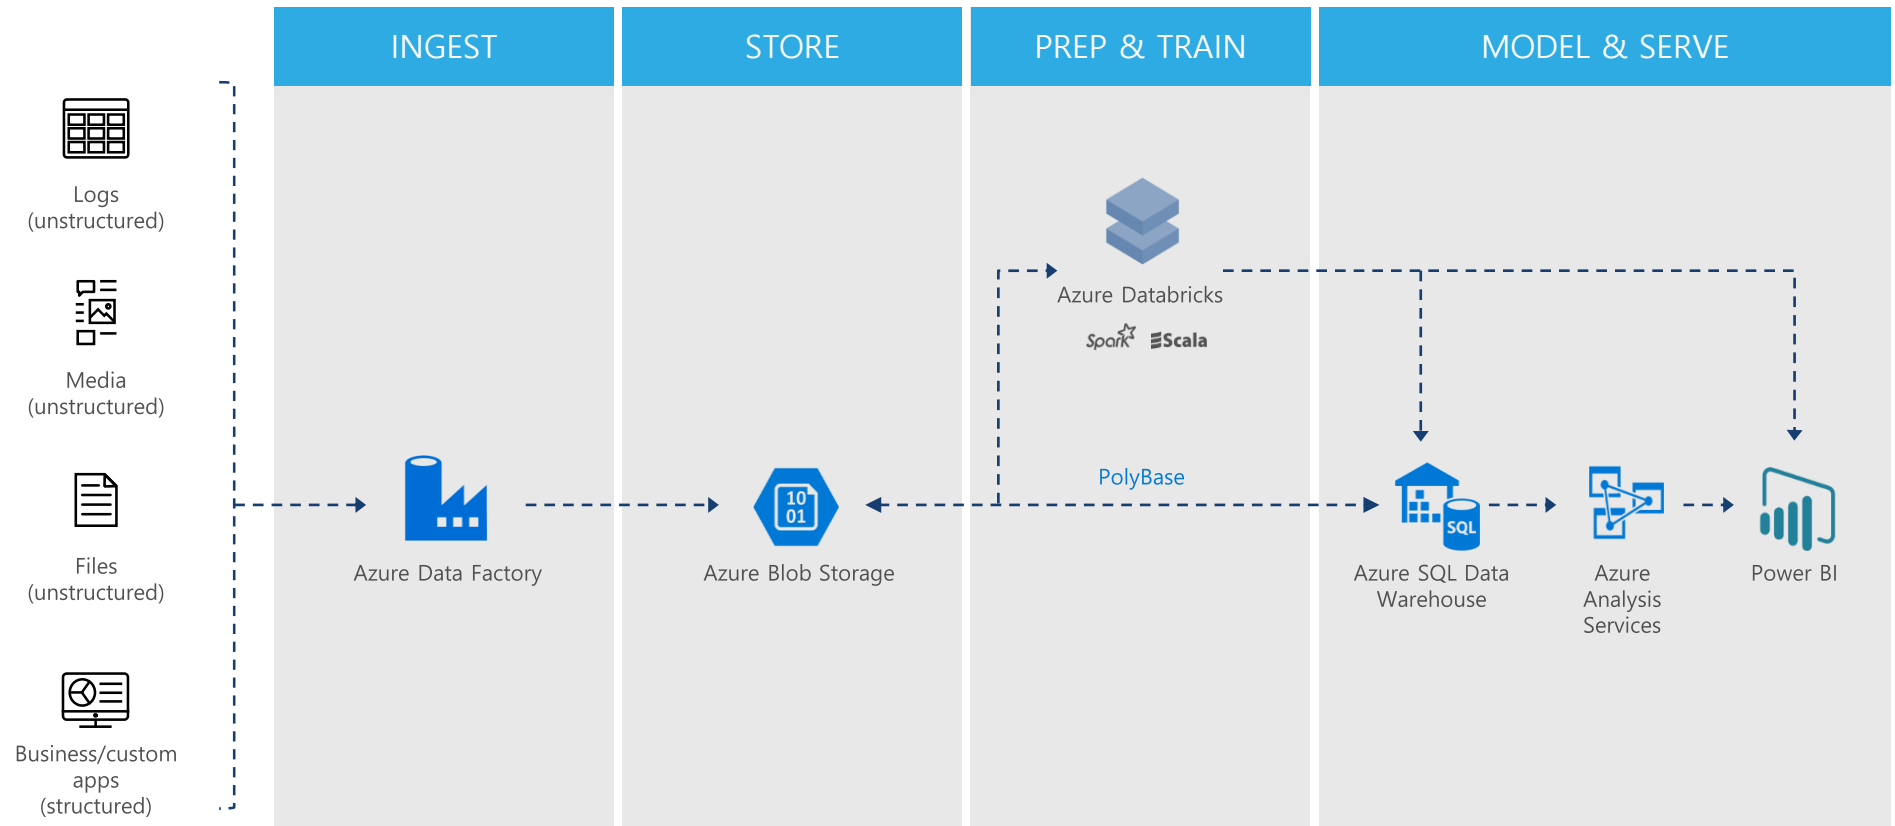 INGEST
STORE
PREP & TRAIN
MODEL & SERVE
Logs
(unstructured)
Media
(unstructured)
Files
(unstructured)
Business/custom
apps
(structured)
Azure Data Factory
10
01
Azure Blob Storage
Azure Databricks
Spark
Scala
PolyBase
SQL
Azure SQL Data
Warehouse
Azure
Analysis
Services
Power BI